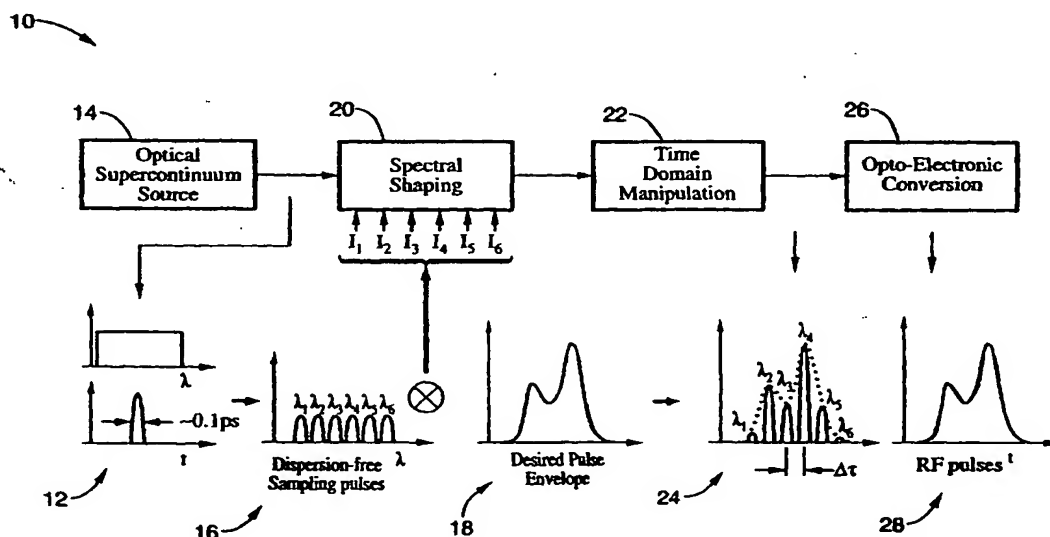 10
14
20
22
26
Optical
Supercontinuum
Source
Spectral
Shaping
Time
Domain
Manipulation
Opto-Electronic
Conversion
I1 I2 I3 I4 I5 I6
λ
~0.1ps
t
12
λ1 λ2 λ3 λ4 λ5 λ6
λ
Dispersion-free
Sampling pulses
16
Desired Pulse
Envelope
18
λ1 λ2 λ3 λ4 λ5 λ6
Δτ
24
RF pulses t
28